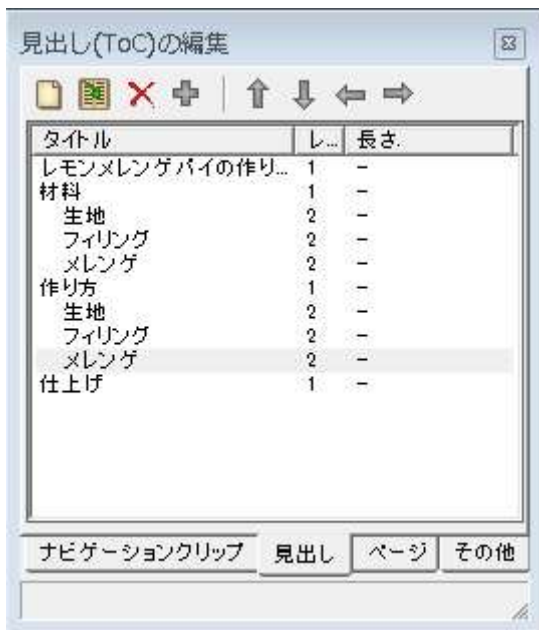 見出し(ToC)の編集
タイトル レ... 長さ
レモンメレンゲパイの作り... 1 -
材料 1 -
生地 2 -
フィリング 2 -
メレンゲ 2 -
作り方 1 -
生地 2 -
フィリング 2 -
メレンゲ 2 -
仕上げ 1 -
ナビゲーションクリップ 見出し ページ その他